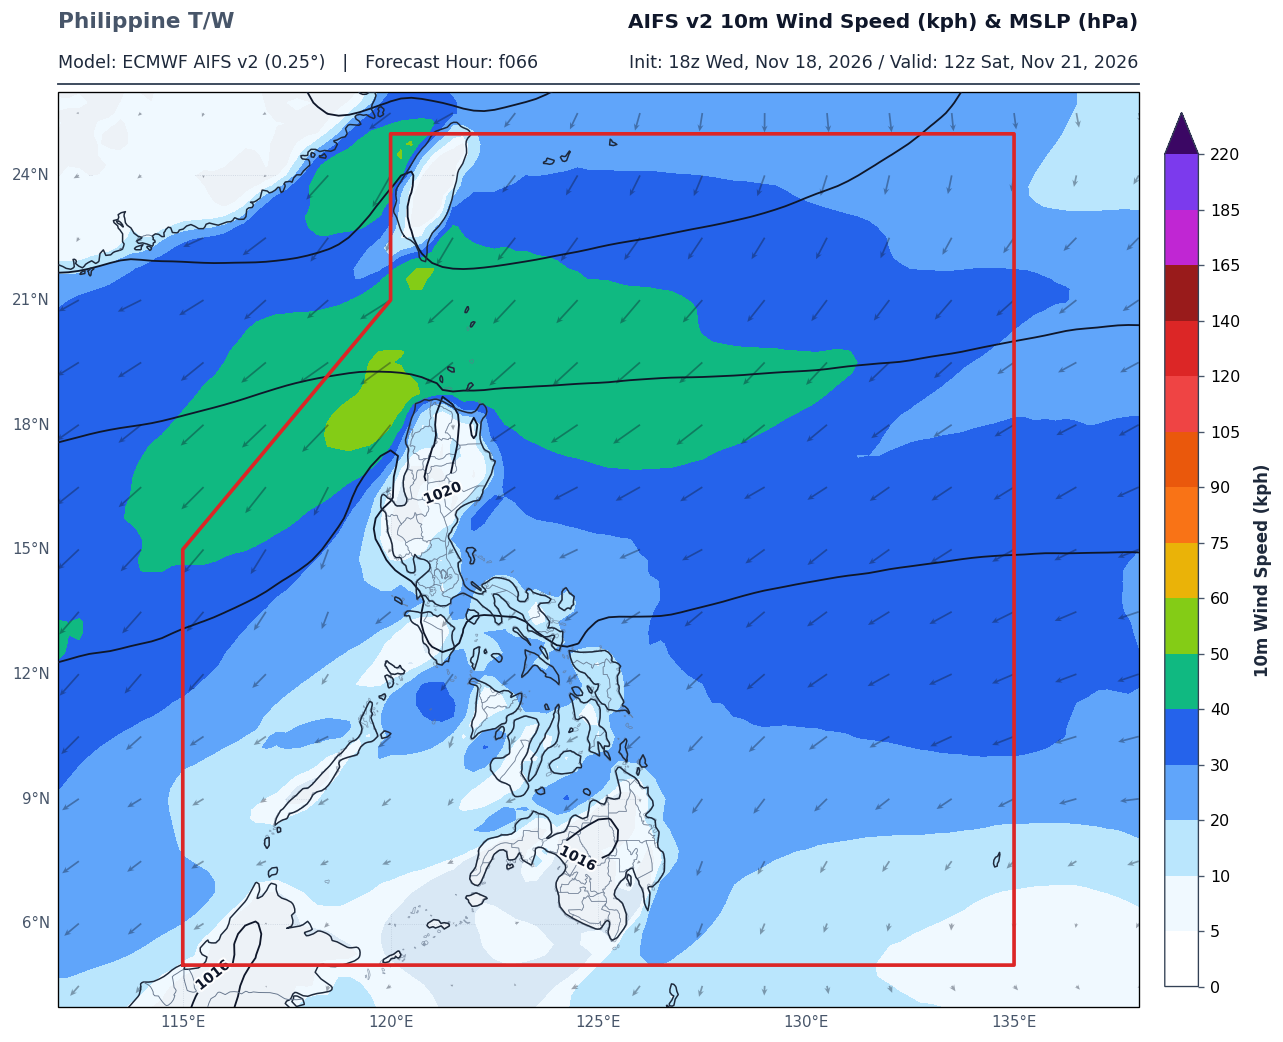 Philippine T/W
AIFS v2 10m Wind Speed (kph) & MSLP (hPa)
Model: ECMWF AIFS v2 (0.25°) | Forecast Hour: f066
Init: 18z Wed, Nov 18, 2026 / Valid: 12z Sat, Nov 21, 2026
24°N
21°N
18°N
15°N
12°N
9°N
6°N
1020
1016
1016
115°E
120°E
125°E
130°E
135°E
220
185
165
140
120
105
90
75
60
50
40
30
20
10
5
0
10m Wind Speed (kph)